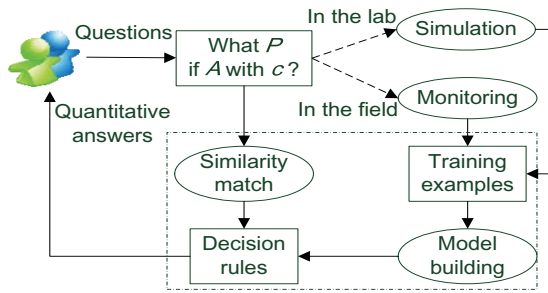 Questions
What P
if A with c?
In the lab
Simulation
In the field
Monitoring
Quantitative
answers
Similarity
match
Training
examples
Decision
rules
Model
building